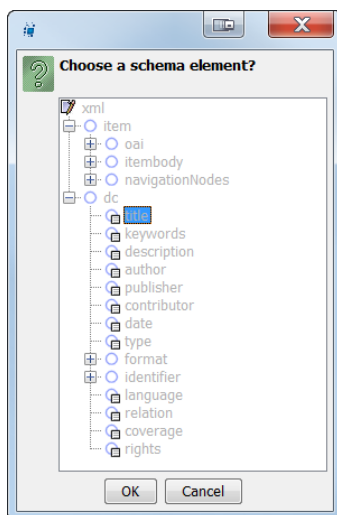 Choose a schema element?
xml
item
oai
itembody
navigationNodes
dc
title
keywords
description
author
publisher
contributor
date
type
format
identifier
language
relation
coverage
rights
OK Cancel